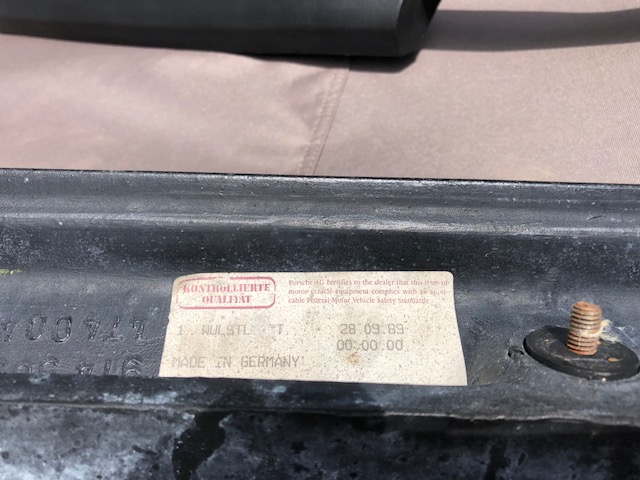 KONTROLLIERTE
QUALITÄT
Porsche AG certifies to the dealer that this item of
motor vehicle equipment complies with all appli-
cable Federal Motor Vehicle Safety Standards.
1 WULSTL T 28.09.89
00.00.00
MADE IN GERMANY